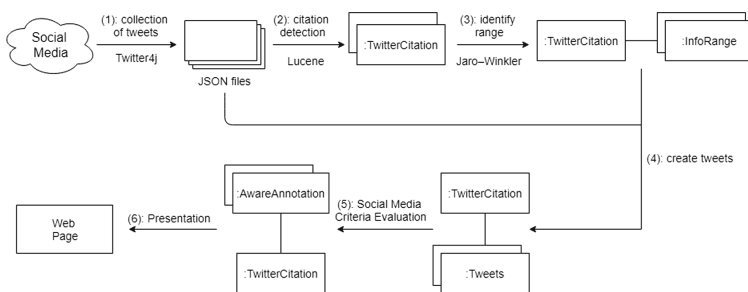 Social
Media
(1): collection
of tweets
Twitter4j
JSON files
(2): citation
detection
Lucene
:TwitterCitation
(3): identify
range
Jaro–Winkler
:TwitterCitation
:InfoRange
(4): create tweets
:TwitterCitation
:Tweets
(5): Social Media
Criteria Evaluation
:AwareAnnotation
:TwitterCitation
(6): Presentation
Web
Page